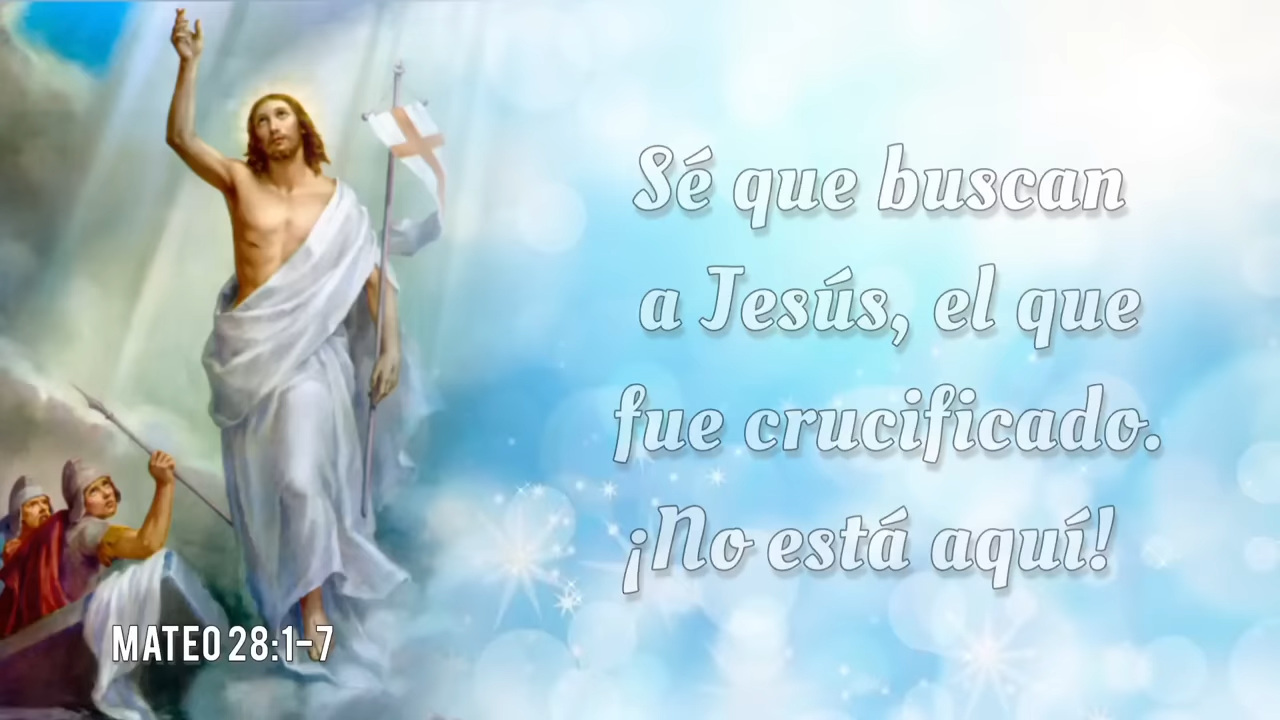 Sé que buscan
a Jesús, el que
fue crucificado.
¡No está aquí!
MATEO 28:1-7